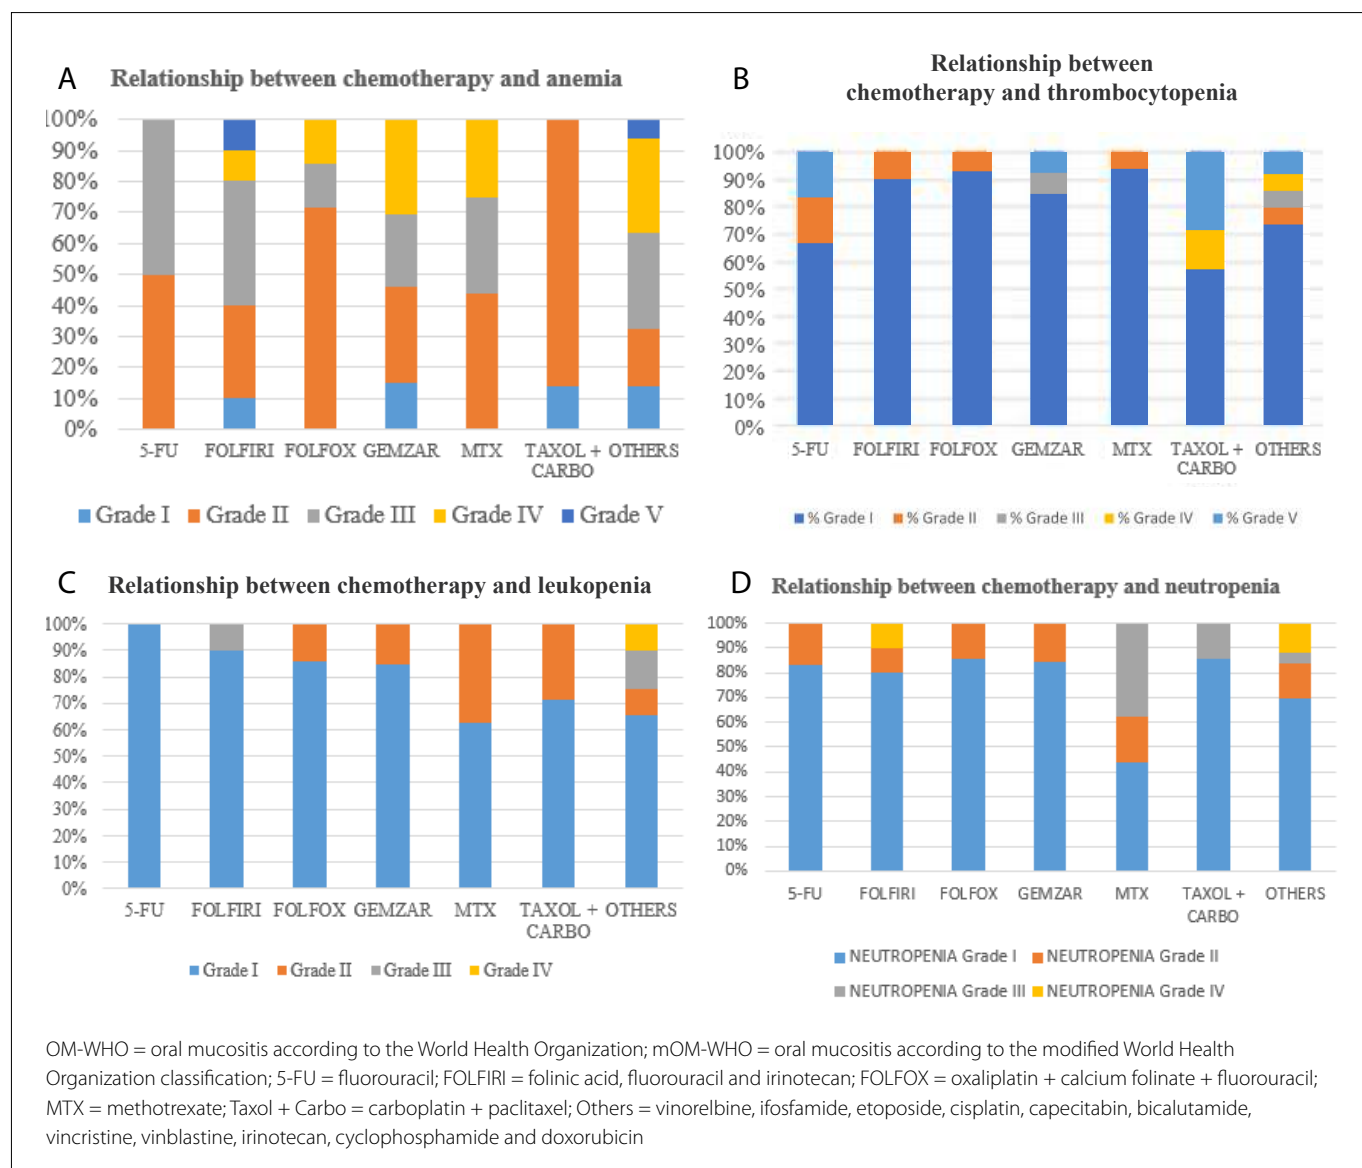 A
Relationship between chemotherapy and anemia
100%
90%
80%
70%
60%
50%
40%
30%
20%
10%
0%
5-FU FOLFIRI FOLFOX GEMZAR MTX TAXOL + OTHERS
CARBO
Grade I Grade II Grade III Grade IV Grade V
B
Relationship between
chemotherapy and thrombocytopenia
100%
90%
80%
70%
60%
50%
40%
30%
20%
10%
0%
5-FU FOLFIRI FOLFOX GEMZAR MTX TAXOL + OTHERS
CARBO
% Grade I % Grade II % Grade III % Grade IV % Grade V
C
Relationship between chemotherapy and leukopenia
100%
90%
80%
70%
60%
50%
40%
30%
20%
10%
0%
5-FU FOLFIRI FOLFOX GEMZAR MTX TAXOL + OTHERS
CARBO
Grade I Grade II Grade III Grade IV
D
Relationship between chemotherapy and neutropenia
100%
90%
80%
70%
60%
50%
40%
30%
20%
10%
0%
5-FU FOLFIRI FOLFOX GEMZAR MTX TAXOL + OTHERS
CARBO
NEUTROPENIA Grade I NEUTROPENIA Grade II
NEUTROPENIA Grade III NEUTROPENIA Grade IV
OM-WHO = oral mucositis according to the World Health Organization; mOM-WHO = oral mucositis according to the modified World Health
Organization classification; 5-FU = fluorouracil; FOLFIRI = folinic acid, fluorouracil and irinotecan; FOLFOX = oxaliplatin + calcium folinate + fluorouracil;
MTX = methotrexate; Taxol + Carbo = carboplatin + paclitaxel; Others = vinorelbine, ifosfamide, etoposide, cisplatin, capecitabin, bicalutamide,
vincristine, vinblastine, irinotecan, cyclophosphamide and doxorubicin